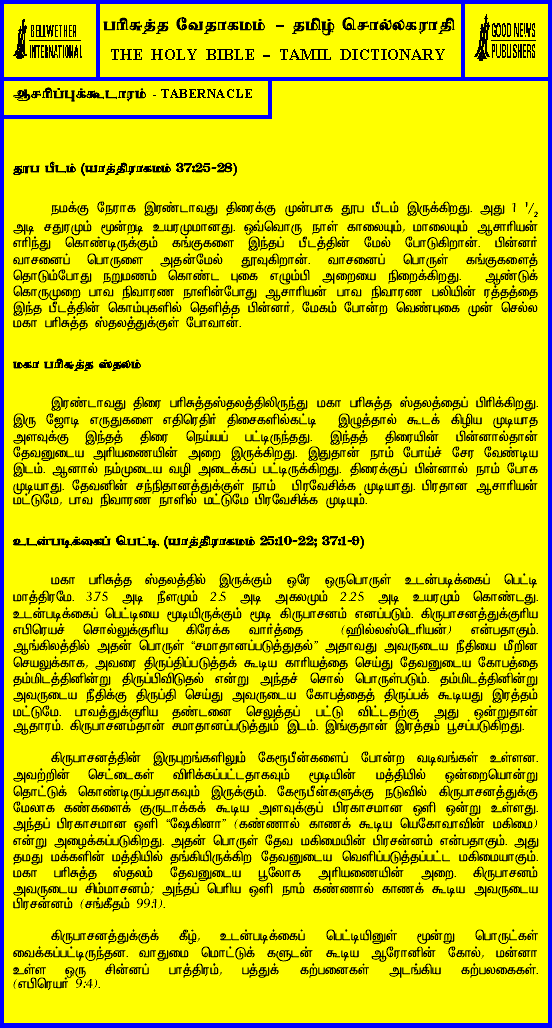 BELLWETHER
INTERNATIONAL
பரிசுத்த வேதாகமம் – தமிழ் சொல்லகராதி
THE HOLY BIBLE – TAMIL DICTIONARY
GOOD NEWS
PUBLISHERS
ஆசரிப்புக்கூடாரம் - TABERNACLE
தூப பீடம் (யாத்திராகமம் 37:25-28)
நமக்கு நேராக இரண்டாவது திரைக்கு முன்பாக தூப பீடம் இருக்கிறது. அது 1 1/2
அடி சதுரமும் மூன்றடி உயரமுமானது. ஒவ்வொரு நாள் காலையும், மாலையும் ஆசாரியன்
எரிந்து கொண்டிருக்கும் கங்குகளை இந்தப் பீடத்தின் மேல் போடுகிறான். பின்னர்
வாசனைப் பொருளை அதன்மேல் தூவுகிறான். வாசனைப் பொருள் கங்குகளைத்
தொடும்போது நறுமணம் கொண்ட புகை எழும்பி அறையை நிறைக்கிறது. ஆண்டுக்
கொருமுறை பாவ நிவாரண நாளின்போது ஆசாரியன் பாவ நிவாரண பலியின் ரத்தத்தை
இந்த பீடத்தின் கொம்புகளில் தெளித்த பின்னர், மேகம் போன்ற வெண்புகை முன் செல்ல
மகா பரிசுத்த ஸ்தலத்துக்குள் போவான்.
மகா பரிசுத்த ஸ்தலம்
இரண்டாவது திரை பரிசுத்தஸ்தலத்திலிருந்து மகா பரிசுத்த ஸ்தலத்தைப் பிரிக்கிறது.
இரு ஜோடி எருதுகளை எதிரெதிர் திசைகளில்கட்டி இழுத்தால் கூடக் கிழிய முடியாத
அளவுக்கு இந்தத் திரை நெய்யப் பட்டிருந்தது. இந்தத் திரையின் பின்னால்தான்
தேவனுடைய அரியணையின் அறை இருக்கிறது. இதுதான் நாம் போய்ச் சேர வேண்டிய
இடம். ஆனால் நம்முடைய வழி அடைக்கப் பட்டிருக்கிறது. திரைக்குப் பின்னால் நாம் போக
முடியாது. தேவனின் சந்நிதானத்துக்குள் நாம் பிரவேசிக்க முடியாது. பிரதான ஆசாரியன்
மட்டுமே, பாவ நிவாரண நாளில் மட்டுமே பிரவேசிக்க முடியும்.
உடன்படிக்கைப் பெட்டி (யாத்திராகமம் 25:10-22; 37:1-9)
மகா பரிசுத்த ஸ்தலத்தில் இருக்கும் ஒரே ஒருபொருள் உடன்படிக்கைப் பெட்டி
மாத்திரமே. 3.75 அடி நீளமும் 2.5 அடி அகலமும் 2.25 அடி உயரமும் கொண்டது.
உடன்படிக்கைப் பெட்டியை மூடியிருக்கும் மூடி கிருபாசனம் எனப்படும். கிருபாசனத்துக்குரிய
எபிரெயச் சொல்லுக்குரிய கிரேக்க வார்த்தை (ஹில்லஸ்டெரியன்) என்பதாகும்.
ஆங்கிலத்தில் அதன் பொருள் “சமாதானப்படுத்துதல்” அதாவது அவருடைய நீதியை மீறின
செயலுக்காக, அவரை திருப்திப்படுத்தக் கூடிய காரியத்தை செய்து தேவனுடைய கோபத்தை
தம்மிடத்தினின்று திருப்பிவிடுதல் என்று அந்தச் சொல் பொருள்படும். தம்மிடத்தினின்று
அவருடைய நீதிக்கு திருப்தி செய்து அவருடைய கோபத்தைத் திருப்பக் கூடியது இரத்தம்
மட்டுமே. பாவத்துக்குரிய தண்டனை செலுத்தப் பட்டு விட்டதற்கு அது ஒன்றுதான்
ஆதாரம். கிருபாசனம்தான் சமாதானப்படுத்தும் இடம். இங்குதான் இரத்தம் பூசப்படுகிறது.
கிருபாசனத்தின் இருபுறங்களிலும் கேரூபீன்களைப் போன்ற வடிவங்கள் உள்ளன.
அவற்றின் செட்டைகள் விரிக்கப்பட்டதாகவும் மூடியின் மத்தியில் ஒன்றையொன்று
தொட்டுக் கொண்டிருப்பதாகவும் இருக்கும். கேரூபீன்களுக்கு நடுவில் கிருபாசனத்துக்கு
மேலாக கண்களைக் குருடாக்கக் கூடிய அளவுக்குப் பிரகாசமான ஒளி ஒன்று உள்ளது.
அந்தப் பிரகாசமான ஒளி “ஷேகினா” (கண்ணால் காணக் கூடிய யெகோவாவின் மகிமை)
என்று அழைக்கப்படுகிறது. அதன் பொருள் தேவ மகிமையின் பிரசன்னம் என்பதாகும். அது
தமது மக்களின் மத்தியில் தங்கியிருக்கிற தேவனுடைய வெளிப்படுத்தப்பட்ட மகிமையாகும்.
மகா பரிசுத்த ஸ்தலம் தேவனுடைய பூலோக அரியணையின் அறை. கிருபாசனம்
அவருடைய சிம்மாசனம்; அந்தப் பெரிய ஒளி நாம் கண்ணால் காணக் கூடிய அவருடைய
பிரசன்னம் (சங்கீதம் 99:1).
கிருபாசனத்துக்குக் கீழ், உடன்படிக்கைப் பெட்டியினுள் மூன்று பொருட்கள்
வைக்கப்பட்டிருந்தன. வாதுமை மொட்டுக் களுடன் கூடிய ஆரோனின் கோல், மன்னா
உள்ள ஒரு சின்னப் பாத்திரம், பத்துக் கற்பனைகள் அடங்கிய கற்பலகைகள்.
(எபிரெயர் 9:4).